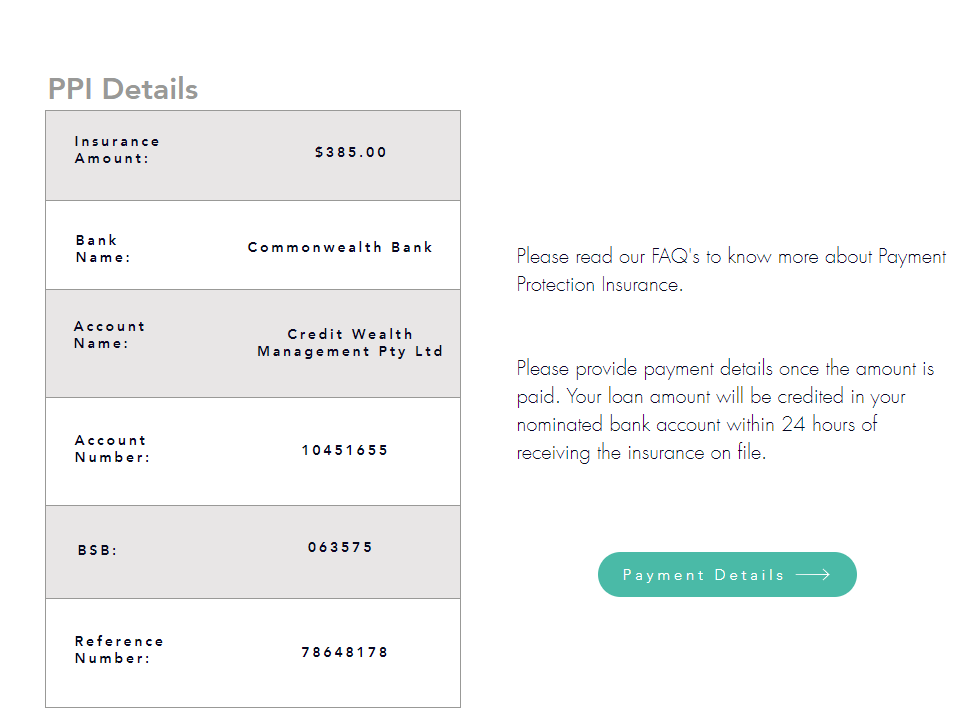 PPI Details
Insurance
Amount:
$385.00
Bank
Name:
Commonwealth Bank
Account
Name:
Credit Wealth
Management Pty Ltd
Account
Number:
10451655
BSB:
063575
Reference
Number:
78648178
Please read our FAQ's to know more about Payment
Protection Insurance.
Please provide payment details once the amount is
paid. Your loan amount will be credited in your
nominated bank account within 24 hours of
receiving the insurance on file.
Payment Details